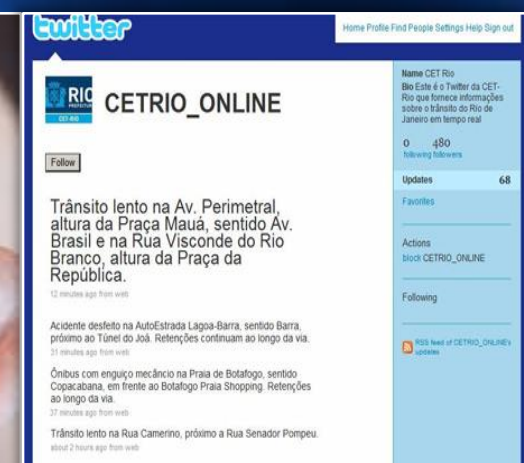 twitter
Home Profile Find People Settings Help Sign out
RIO
PREFEITURA
CET-RIO
CETRIO_ONLINE
Follow
Trânsito lento na Av. Perimetral,
altura da Praça Mauá, sentido Av.
Brasil e na Rua Visconde do Rio
Branco, altura da Praça da
República.
12 minutes ago from web
Acidente desfeito na AutoEstrada Lagoa-Barra, sentido Barra,
próximo ao Túnel do Joá. Retenções continuam ao longo da via.
31 minutes ago from web
Ônibus com enguiço mecâncio na Praia de Botafogo, sentido
Copacabana, em frente ao Botafogo Praia Shopping. Retenções
ao longo da via.
37 minutes ago from web
Trânsito lento na Rua Camerino, próximo a Rua Senador Pompeu.
about 2 hours ago from web
Name CET Rio
Bio Este é o Twitter da CET-
Rio que fornece informações
sobre o trânsito do Rio de
Janeiro em tempo real
0 480
following followers
Updates 68
Favorites
Actions
block CETRIO_ONLINE
Following
RSS feed of CETRIO_ONLINE's
updates